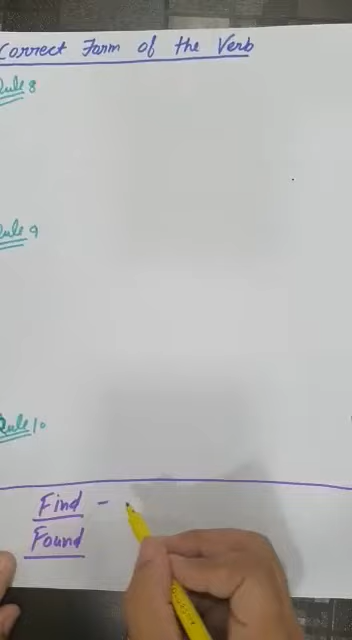 Correct Form of the Verb
Rule 8
Rule 9
Rule 10
Find -
Found